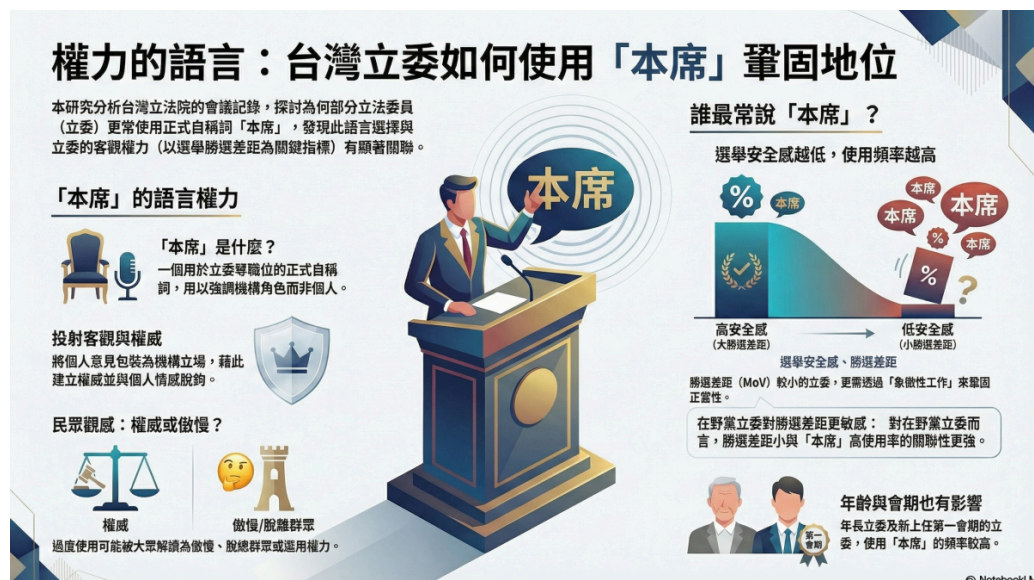 權力的語言：台灣立委如何使用「本席」鞏固地位
本研究分析台灣立法院的會議記錄，探討為何部分立法委員
（立委）更常使用正式自稱詞「本席」，發現此語言選擇與
立委的客觀權力（以選舉勝選差距為關鍵指標）有顯著關聯。
「本席」的語言權力
「本席」是什麼？
一個用於立委琴職位的正式自稱
詞，用以強調機構角色而非個人。
投射客觀與權威
將個人意見包裝為機構立場，藉此
建立權威並與個人情感脫鉤。
民眾觀感：權威或傲慢？
權威
傲慢/脫離群眾
過度使用可能被大眾解讀為傲慢、脫總群眾或濫用權力。
本席
誰最常說「本席」？
選舉安全感越低，使用頻率越高
%
本席
本席
本席
本席
%
本席
%
?
高安全感
（大勝選差距）
低安全感
（小勝選差距）
選舉安全感、勝選差距
勝選差距（MoV）較小的立委，更需透過「象徵性工作」來鞏固
正當性。
在野黨立委對勝選差距更敏感： 對在野黨立委而
言，勝選差距小與「本席」高使用率的關聯性更強。
第一
會期
年齡與會期也有影響
年長立委及新上任第一會期的立
委，使用「本席」的頻率較高。